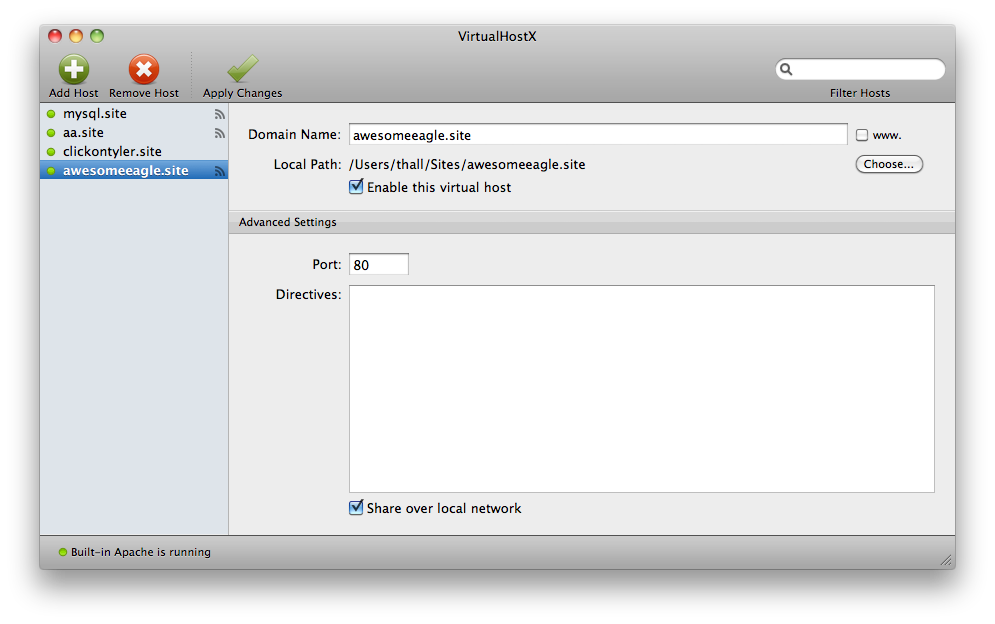 VirtualHostX
Add Host Remove Host Apply Changes Filter Hosts
mysql.site
aa.site
clickontyler.site
awesomeeagle.site
Domain Name: awesomeeagle.site www.
Local Path: /Users/thall/Sites/awesomeeagle.site Choose...
Enable this virtual host
Advanced Settings
Port: 80
Directives:
Share over local network
Built-in Apache is running